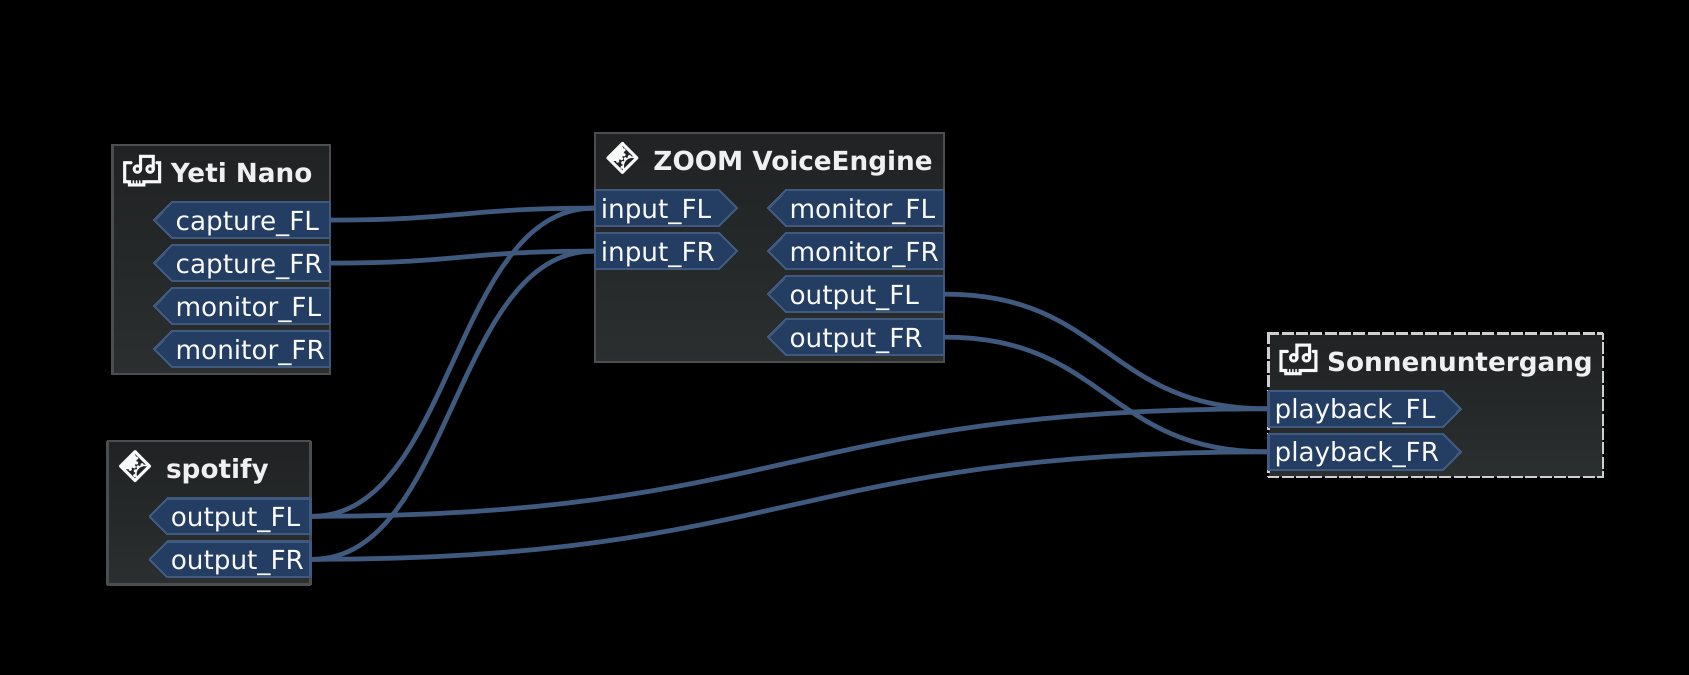 Yeti Nano
capture_FL
capture_FR
monitor_FL
monitor_FR
spotify
output_FL
output_FR
ZOOM VoiceEngine
input_FL
input_FR
monitor_FL
monitor_FR
output_FL
output_FR
Sonnenuntergang
playback_FL
playback_FR